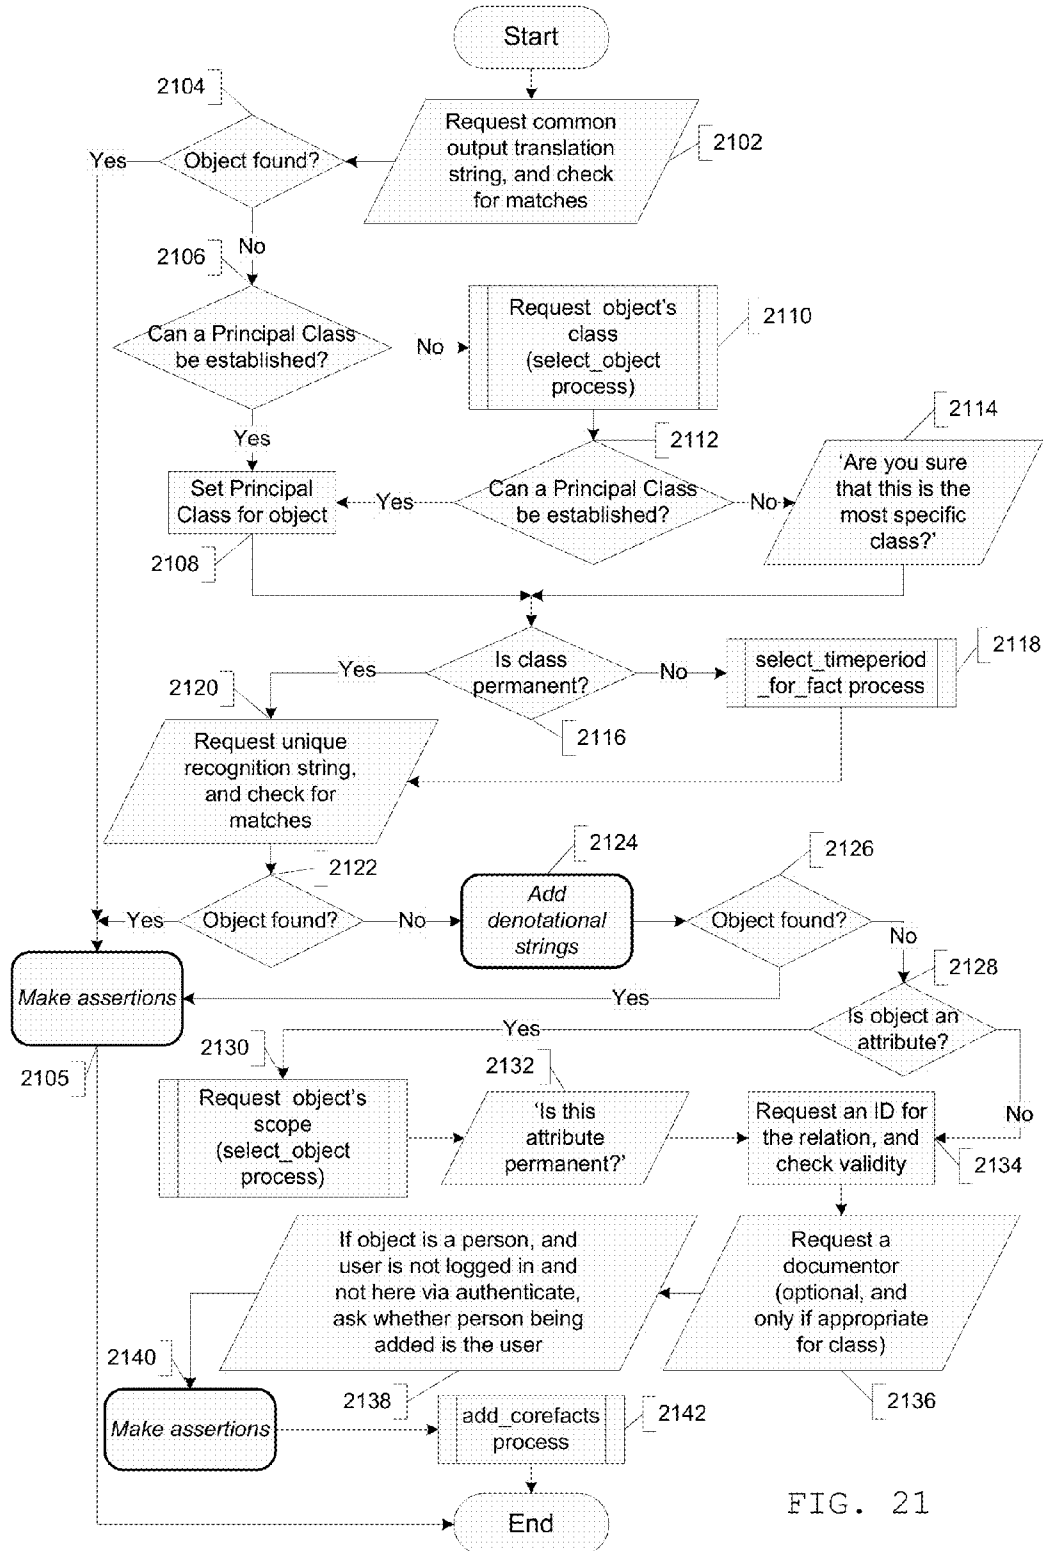 Start
2104
Request common
output translation
string, and check
for matches
2102
Yes
Object found?
No
2106
Can a Principal Class
be established?
No
Request object's
class
(select_object
process)
2110
2114
Yes
2112
Set Principal
Class for object
Yes
Can a Principal Class
be established?
No
'Are you sure
that this is the
most specific
class?'
2108
Yes
Is class
permanent?
No
select_timeperiod
_for_fact process
2118
2120
2116
Request unique
recognition string,
and check for
matches
2122
2124
2126
Yes
Object found?
No
Add
denotational
strings
Object found?
No
2128
Make assertions
Yes
Is object an
attribute?
Yes
2105
2130
2132
Request object's
scope
(select_object
process)
'Is this
attribute
permanent?'
Request an ID for
the relation, and
check validity
No
2134
If object is a person, and
user is not logged in and
not here via authenticate,
ask whether person being
added is the user
Request a
documentor
(optional, and
only if appropriate
for class)
2140
2138
2136
Make assertions
add_corefacts
process
2142
End
FIG. 21